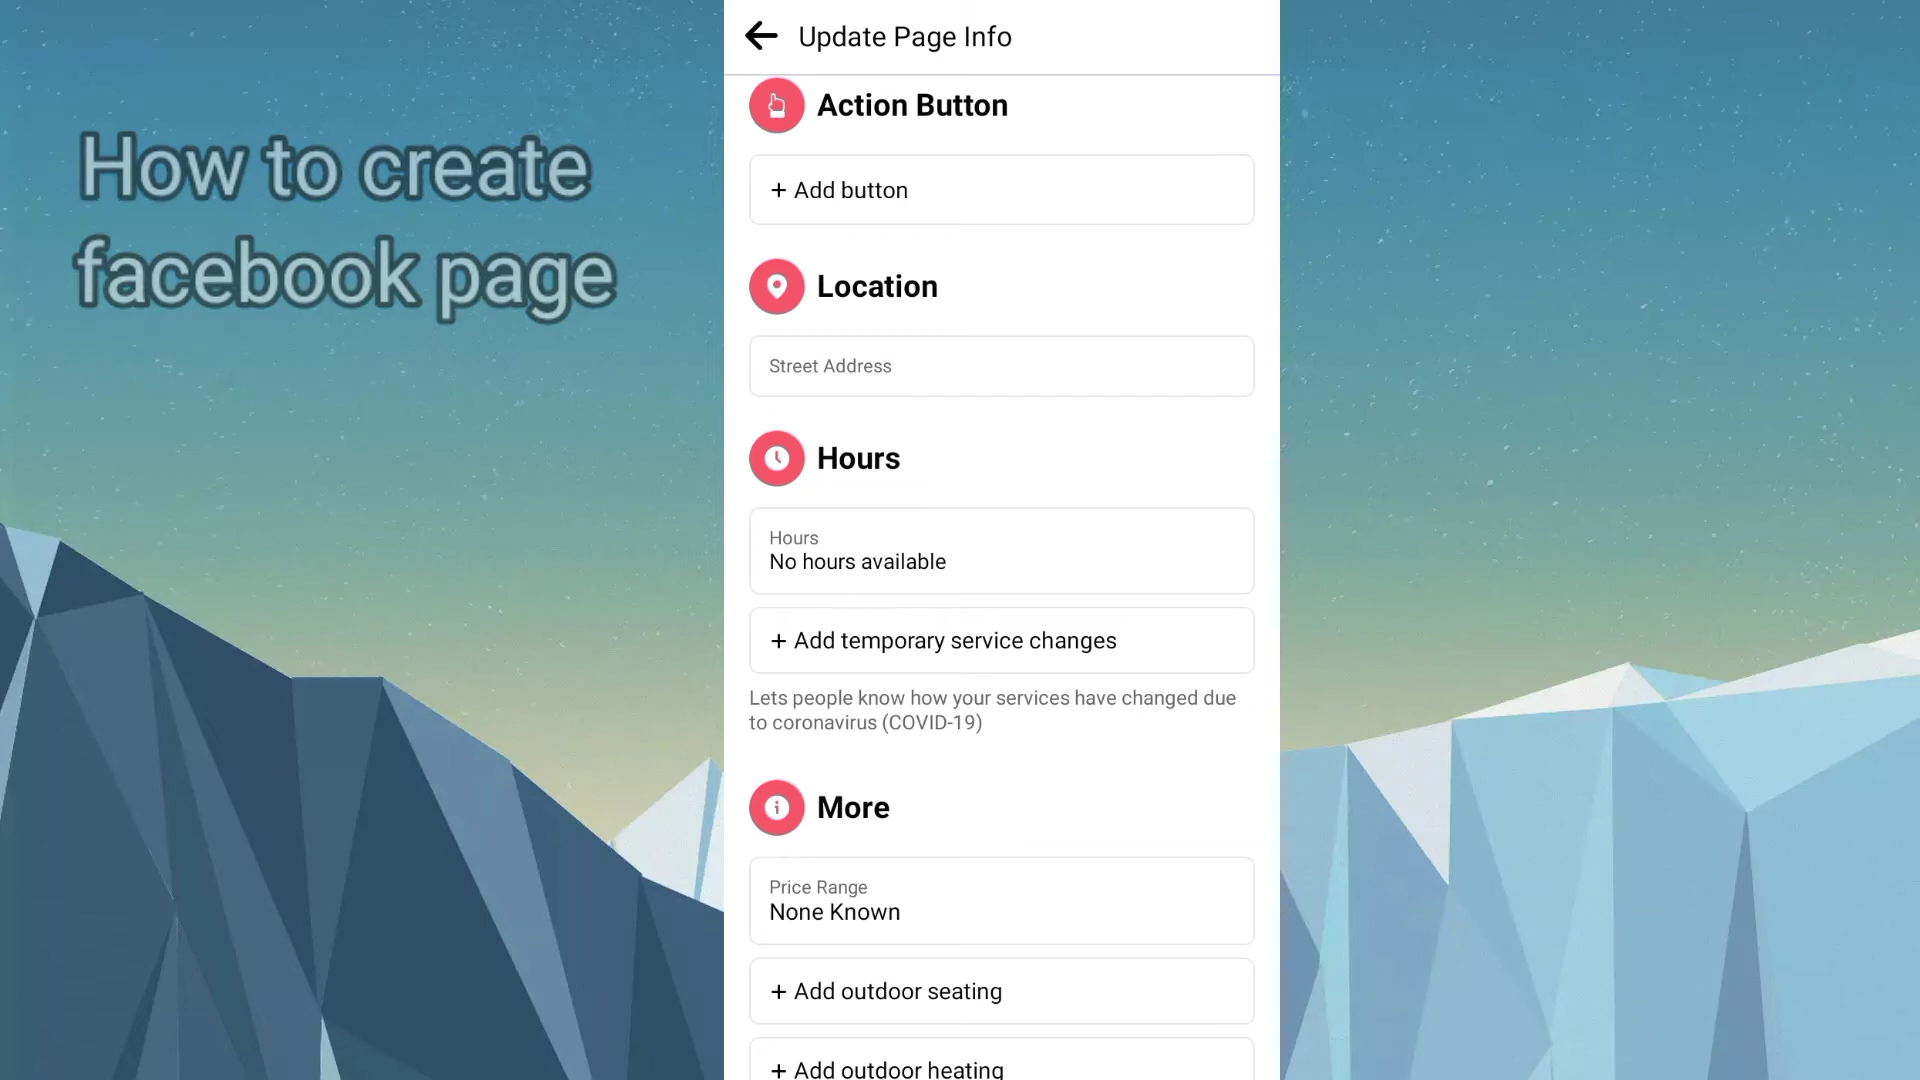 How to create
facebook page
Update Page Info
Action Button
+ Add button
Location
Street Address
Hours
Hours
No hours available
+ Add temporary service changes
Lets people know how your services have changed due
to coronavirus (COVID-19)
More
Price Range
None Known
+ Add outdoor seating
+ Add outdoor heating